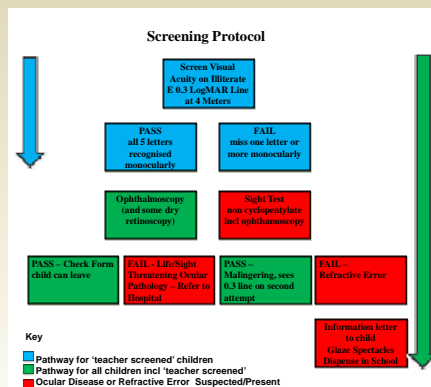 Screening Protocol
Screen Visual
Acuity on Illiterate
E 0.3 LogMAR Line
at 4 Meters
PASS
all 5 letters
recognised
monocularly
FAIL
miss one letter or
more monocularly
Ophthalmoscopy
(and some dry
retinoscopy)
Sight Test
non cyclopentylate
incl opthamoscopy
PASS – Check Form
child can leave
FAIL - Life/Sight
Threatening Ocular
Pathology – Refer to
Hospital
PASS –
Malingering, sees
0.3 line on second
attempt
FAIL –
Refractive Error
Information letter
to child
Glaze Spectacles
Dispense in School
Key
Pathway for 'teacher screened' children
Pathway for all children incl 'teacher screened'
Ocular Disease or Refractive Error Suspected/Present